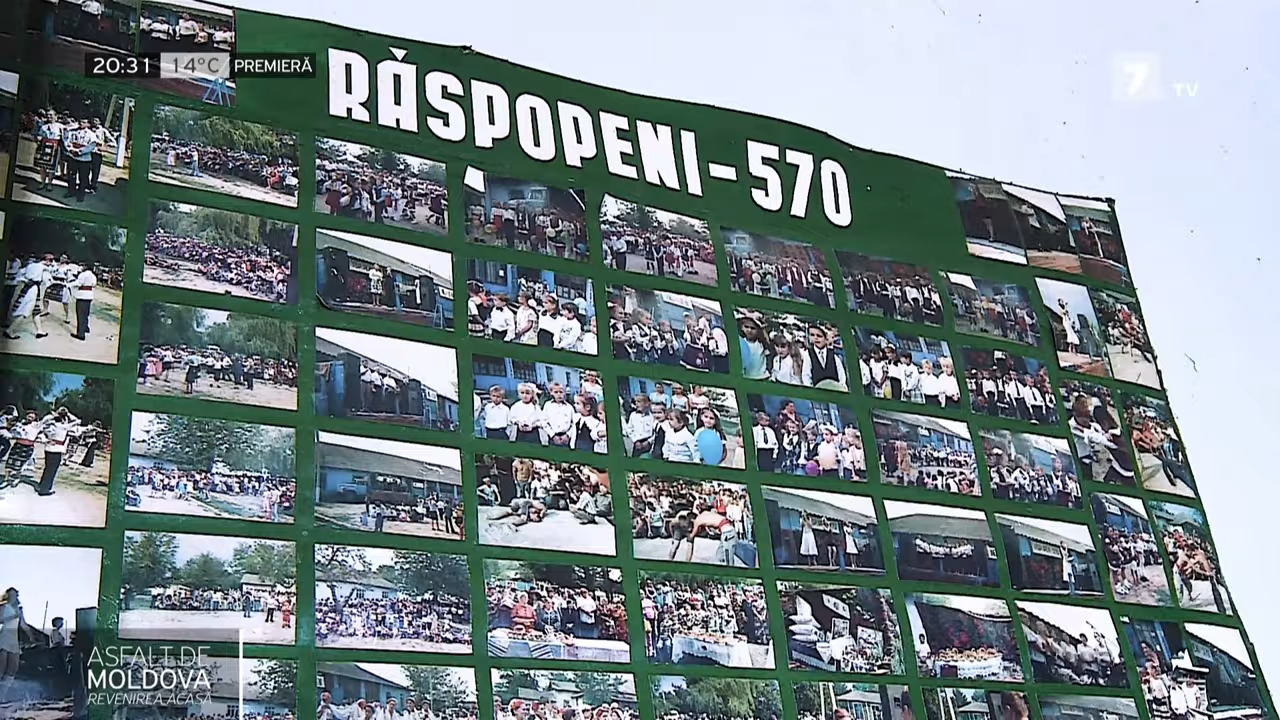 20:31 14°C PREMIERĂ
7 TV
RĂSPOPENI-570
ASFALT DE
MOLDOVA
REVENIREA ACASĂ